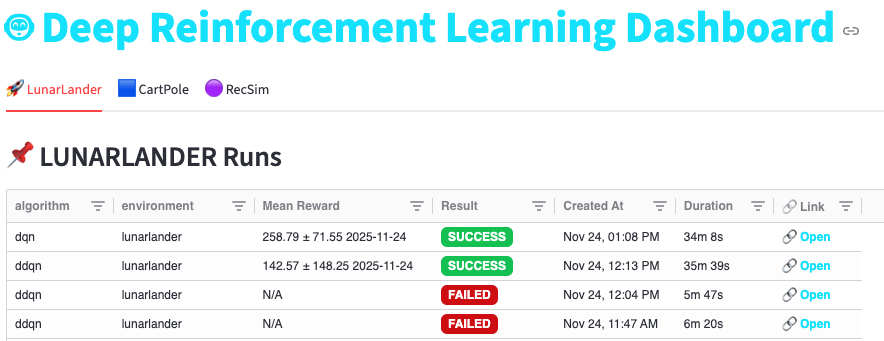 Deep Reinforcement Learning Dashboard
LunarLander CartPole RecSim
LUNARLANDER Runs
algorithm environment Mean Reward Result Created At Duration Link
dqn lunarlander 258.79 ± 71.55 2025-11-24 SUCCESS Nov 24, 01:08 PM 34m 8s Open
ddqn lunarlander 142.57 ± 148.25 2025-11-24 SUCCESS Nov 24, 12:13 PM 35m 39s Open
ddqn lunarlander N/A FAILED Nov 24, 12:04 PM 5m 47s Open
ddqn lunarlander N/A FAILED Nov 24, 11:47 AM 6m 20s Open